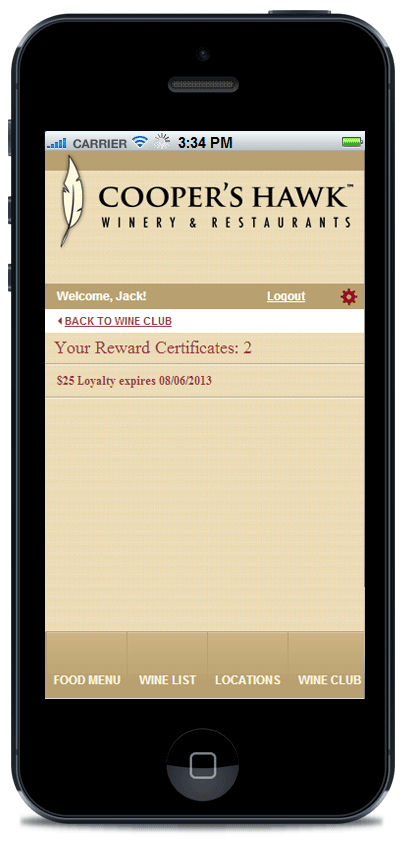 CARRIER 3:34 PM
COOPER'S HAWK™
WINERY & RESTAURANTS
Welcome, Jack! Logout
BACK TO WINE CLUB
Your Reward Certificates: 2
$25 Loyalty expires 08/06/2013
FOOD MENU WINE LIST LOCATIONS WINE CLUB